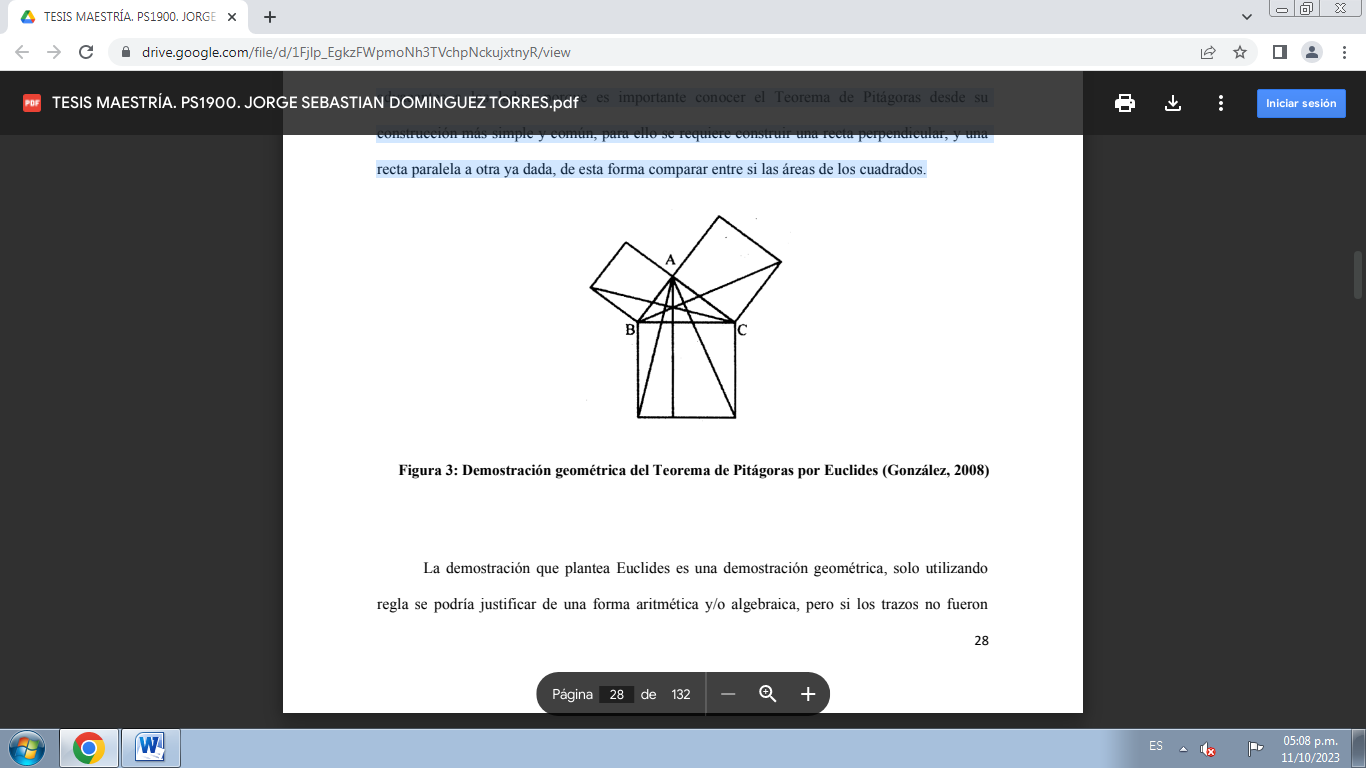 TESIS MAESTRÍA. PS1900. JORGE
drive.google.com/file/d/1Fjlp_EgkzFWpmoNh3TVchpNckujxtnyR/view
PDF TESIS MAESTRÍA. PS1900. JORGE SEBASTIAN DOMINGUEZ TORRES.pdf
Iniciar sesión
es importante conocer el Teorema de Pitágoras desde su
construcción más simple y común, para ello se requiere construir una recta perpendicular, y una
recta paralela a otra ya dada, de esta forma comparar entre si las áreas de los cuadrados.
A
B
C
Figura 3: Demostración geométrica del Teorema de Pitágoras por Euclides (González, 2008)
La demostración que plantea Euclides es una demostración geométrica, solo utilizando
regla se podría justificar de una forma aritmética y/o algebraica, pero si los trazos no fueron
28
Página 28 de 132
ES
05:08 p.m.
11/10/2023